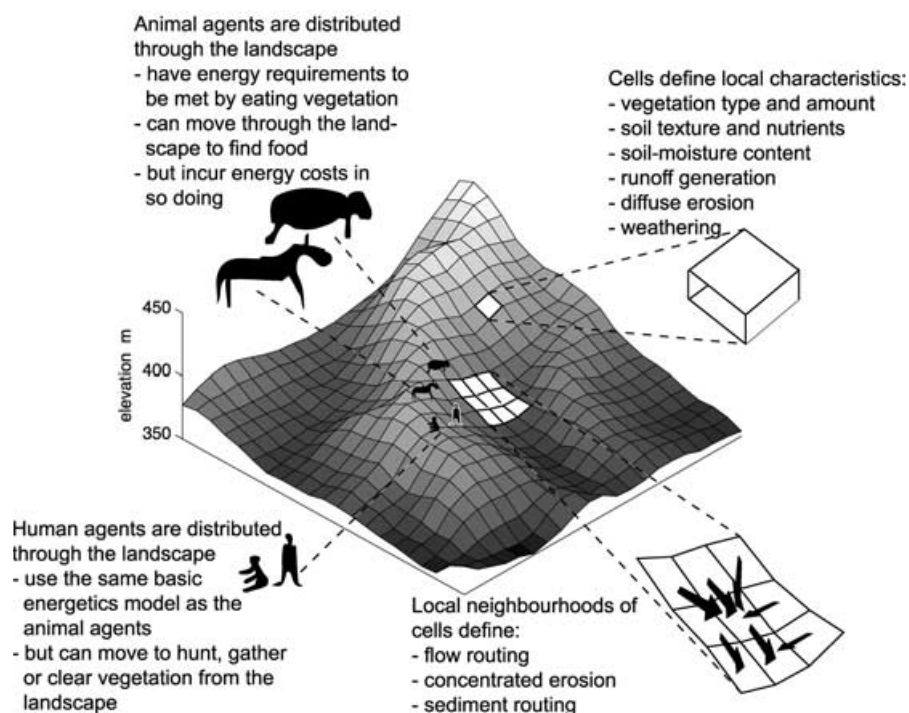 Animal agents are distributed
through the landscape
- have energy requirements to
be met by eating vegetation
- can move through the land-
scape to find food
- but incur energy costs in
so doing
Cells define local characteristics:
- vegetation type and amount
- soil texture and nutrients
- soil-moisture content
- runoff generation
- diffuse erosion
- weathering
450
400
350
elevation m
Human agents are distributed
through the landscape
- use the same basic
energetics model as the
animal agents
- but can move to hunt, gather
or clear vegetation from the
landscape
Local neighbourhoods of
cells define:
- flow routing
- concentrated erosion
- sediment routing